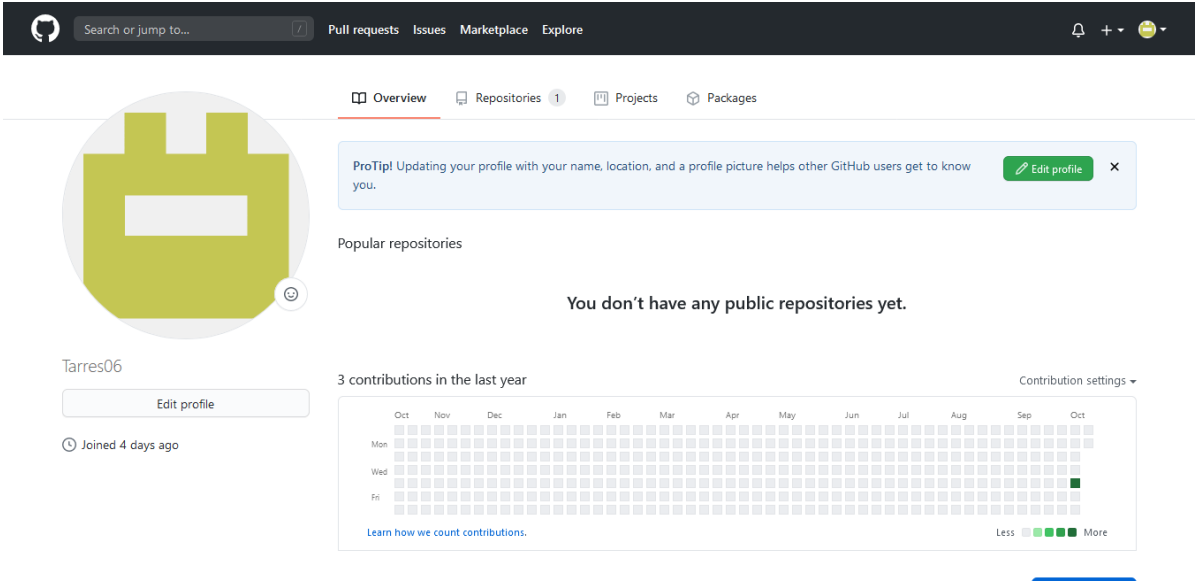 Search or jump to... /
Pull requests Issues Marketplace Explore
Overview Repositories 1 Projects Packages
ProTip! Updating your profile with your name, location, and a profile picture helps other GitHub users get to know
you.
Edit profile
Popular repositories
You don’t have any public repositories yet.
Tarres06
Edit profile
Joined 4 days ago
3 contributions in the last year
Contribution settings
Oct Nov Dec Jan Feb Mar Apr May Jun Jul Aug Sep Oct
Mon
Wed
Fri
Learn how we count contributions.
Less More